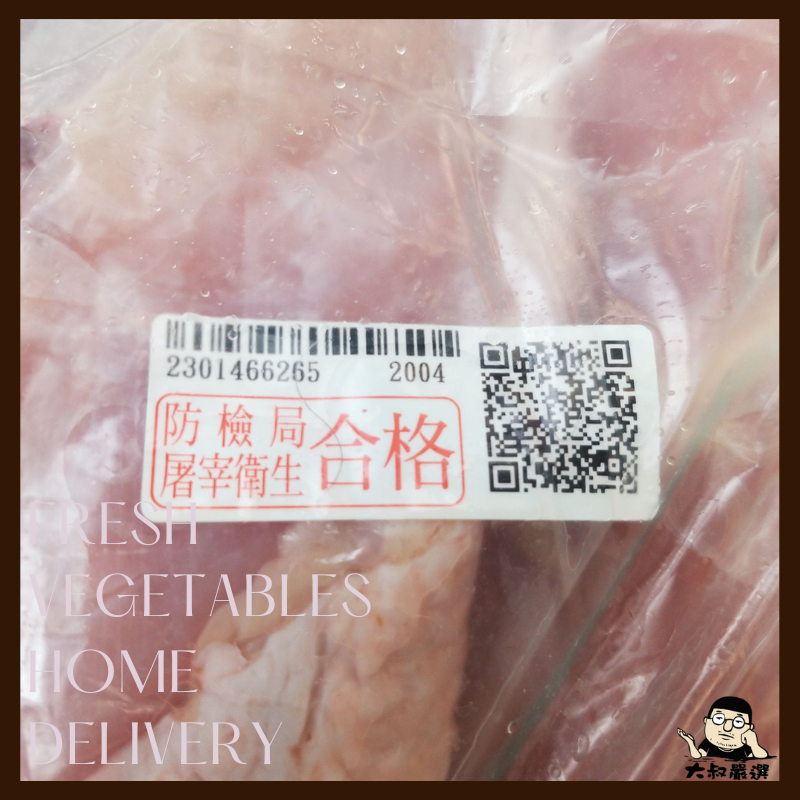 2301466265 2004
防檢局
屠宰衛生
合格
FRESH
VEGETABLES
HOME
DELIVERY
大叔嚴選